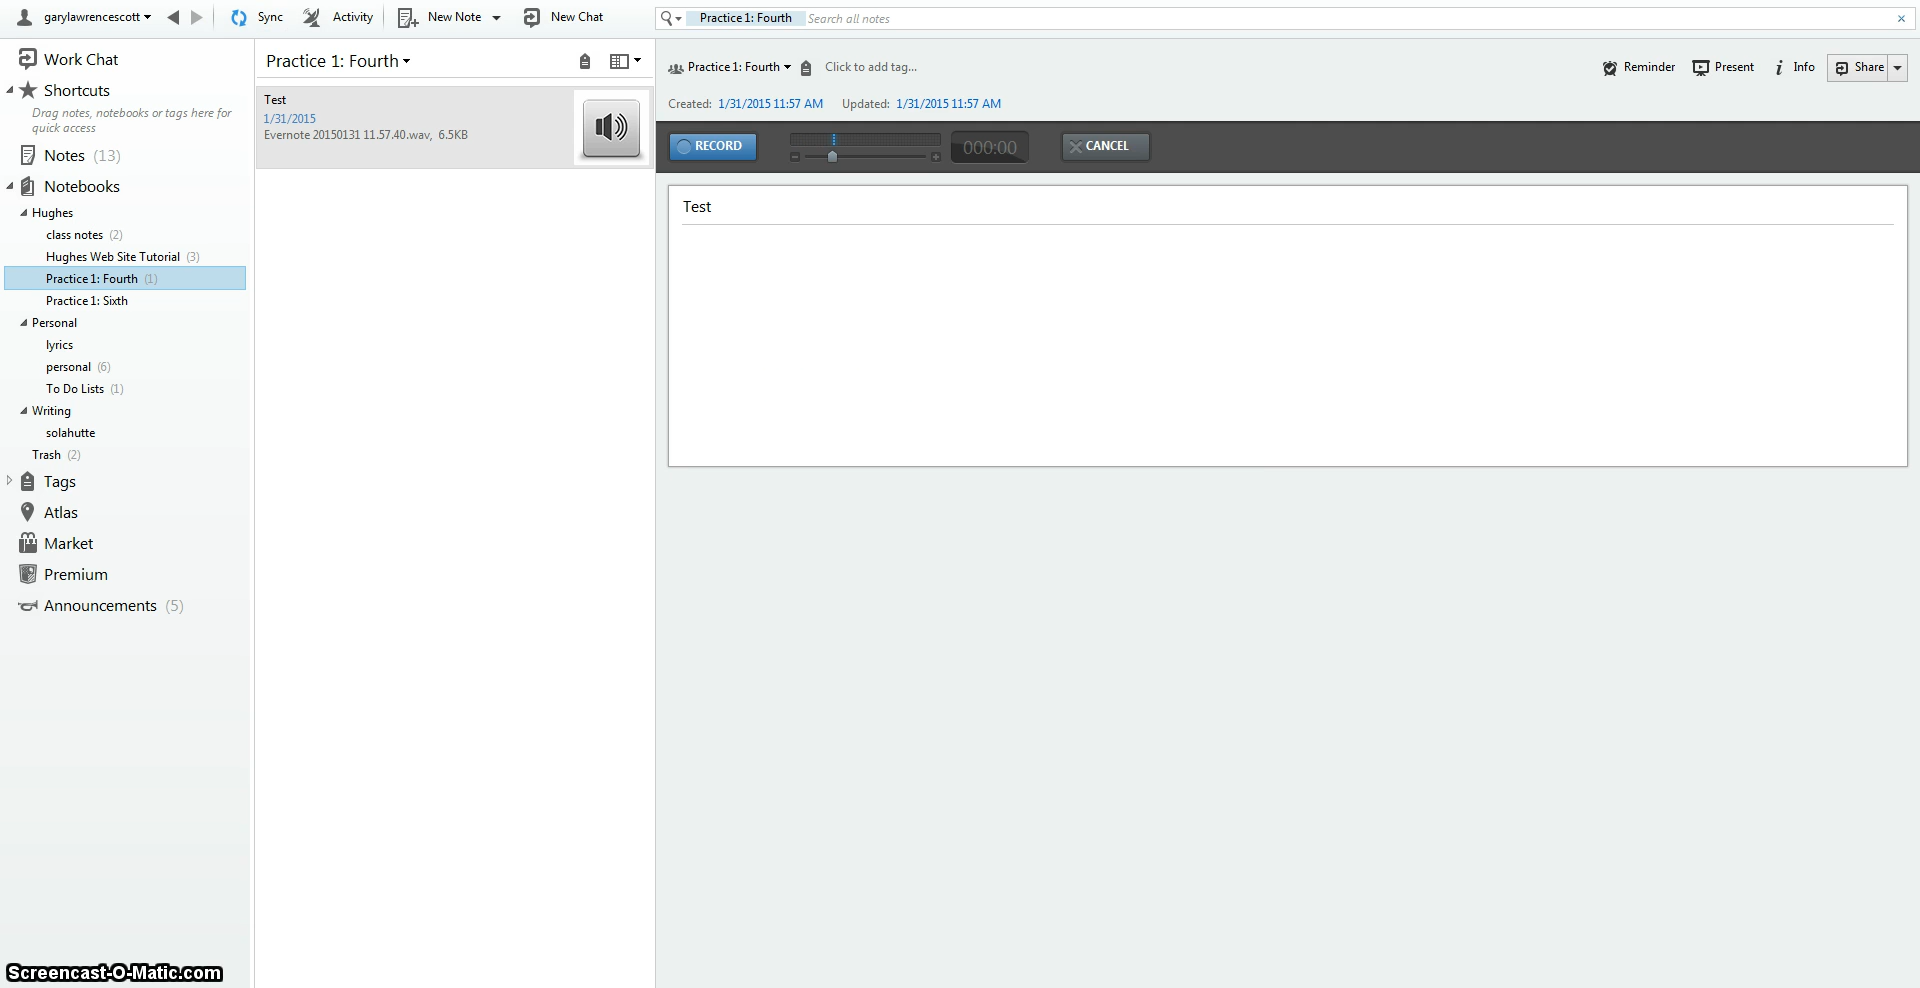 garylawrencescott
Sync
Activity
New Note
New Chat
Practice 1: Fourth Search all notes
Work Chat
Shortcuts
Drag notes, notebooks or tags here for
quick access
Notes (13)
Notebooks
Hughes
class notes (2)
Hughes Web Site Tutorial (3)
Practice 1: Fourth (1)
Practice 1: Sixth
Personal
lyrics
personal (6)
To Do Lists (1)
Writing
solahutte
Trash (2)
Tags
Atlas
Market
Premium
Announcements (5)
Practice 1: Fourth
Test
1/31/2015
Evernote 20150131 11.57.40.wav, 6.5KB
Practice 1: Fourth Click to add tag...
Reminder
Present
Info
Share
Created: 1/31/2015 11:57 AM Updated: 1/31/2015 11:57 AM
RECORD
000:00
CANCEL
Test
Screencast-O-Matic.com